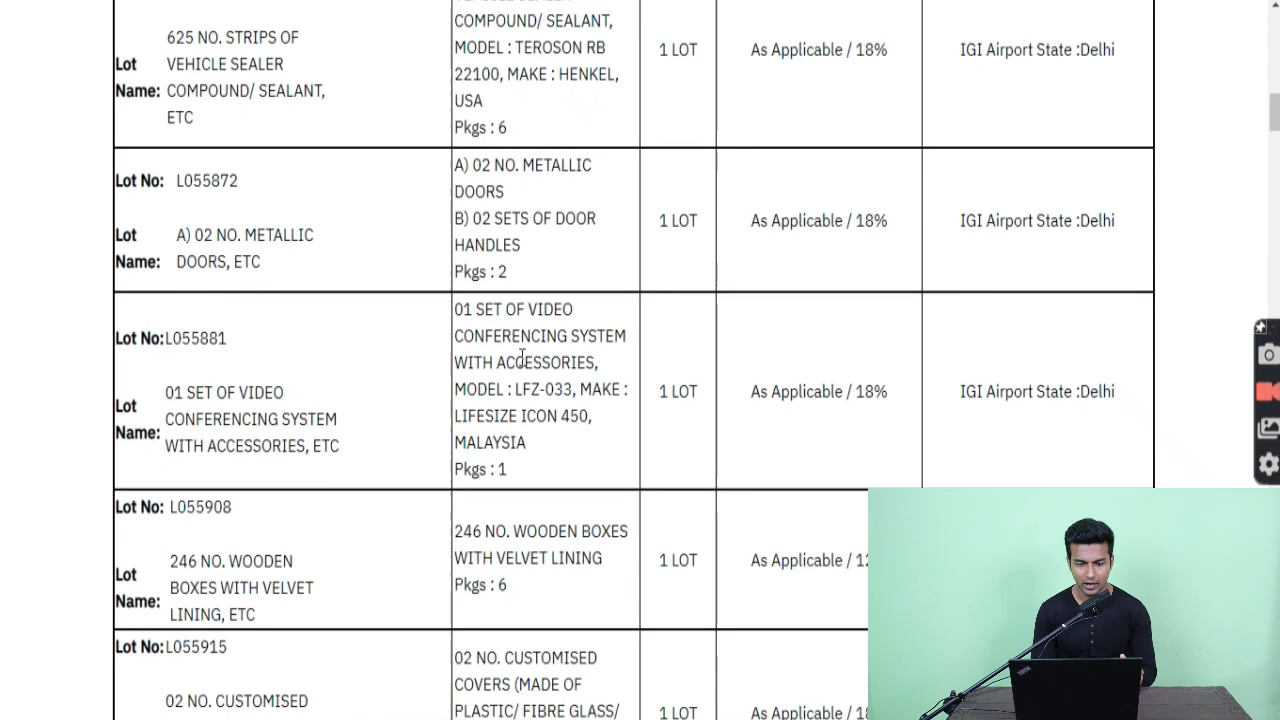 625 NO. STRIPS OF
Lot
Name:
VEHICLE SEALER
COMPOUND/ SEALANT,
ETC
COMPOUND/ SEALANT,
MODEL : TEROSON RB
22100, MAKE : HENKEL,
USA
Pkgs : 6
1 LOT
As Applicable / 18%
IGI Airport State :Delhi
Lot No: L055872
Lot
Name:
A) 02 NO. METALLIC
DOORS, ETC
A) 02 NO. METALLIC
DOORS
B) 02 SETS OF DOOR
HANDLES
Pkgs : 2
1 LOT
As Applicable / 18%
IGI Airport State :Delhi
Lot No:L055881
Lot
Name:
01 SET OF VIDEO
CONFERENCING SYSTEM
WITH ACCESSORIES, ETC
01 SET OF VIDEO
CONFERENCING SYSTEM
WITH ACCESSORIES,
MODEL : LFZ-033, MAKE :
LIFESIZE ICON 450,
MALAYSIA
Pkgs : 1
1 LOT
As Applicable / 18%
IGI Airport State :Delhi
Lot No: L055908
Lot
Name:
246 NO. WOODEN
BOXES WITH VELVET
LINING, ETC
246 NO. WOODEN BOXES
WITH VELVET LINING
Pkgs : 6
1 LOT
As Applicable /
Lot No:L055915
02 NO. CUSTOMISED
02 NO. CUSTOMISED
COVERS (MADE OF
PLASTIC/ FIBRE GLASS/
1 LOT
As Applicable /